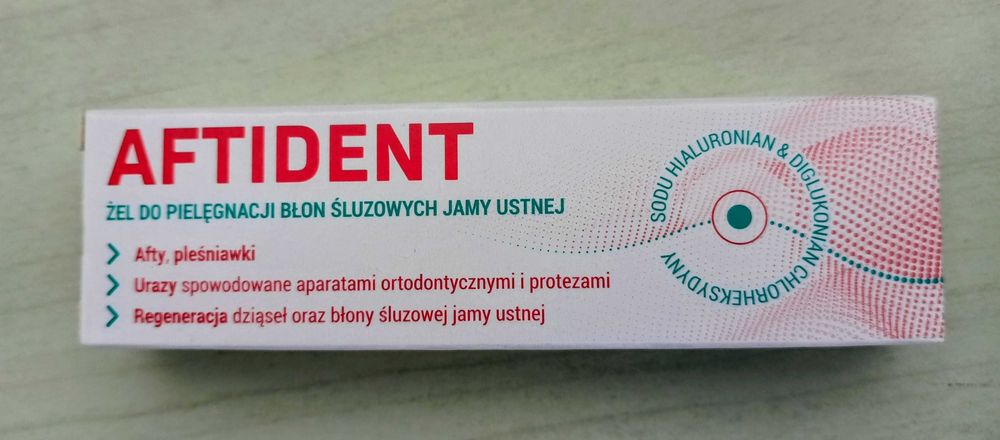 AFTIDENT
ŻEL DO PIELĘGNACJI BŁON ŚLUZOWYCH JAMY USTNEJ
Afty, pleśniawki
Urazy spowodowane aparatami ortodontycznymi i protezami
Regeneracja dziąseł oraz błony śluzowej jamy ustnej
SODU HIALURONIAN & DIGLUKONIAN CHLORHEKSYDYNY